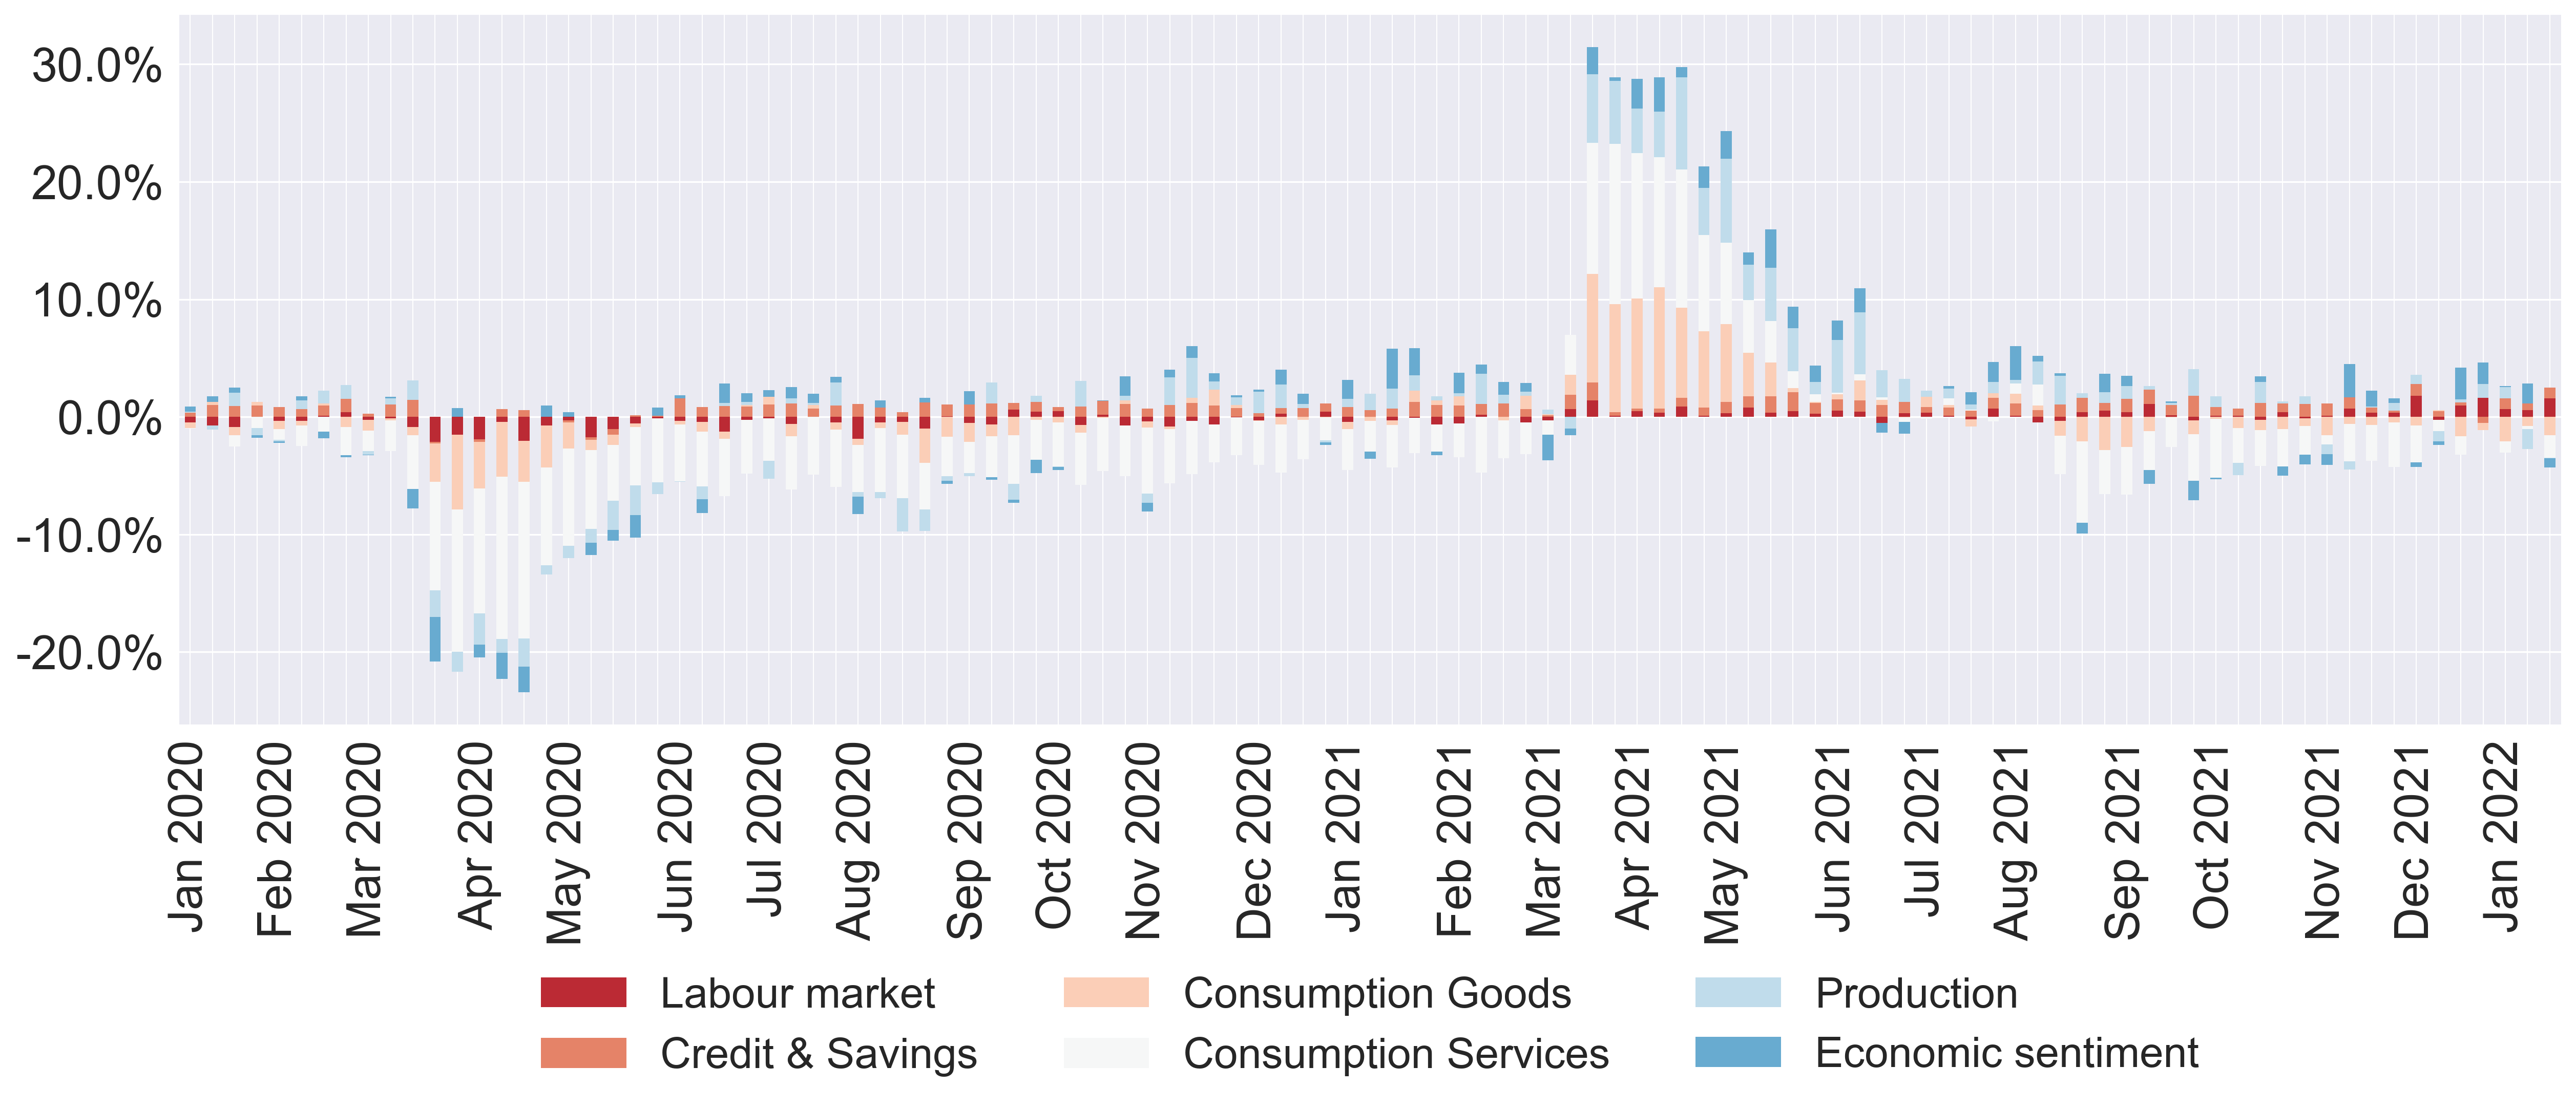 30.0%
20.0%
10.0%
0.0%
-10.0%
-20.0%
Jan 2020
Feb 2020
Mar 2020
Apr 2020
May 2020
Jun 2020
Jul 2020
Aug 2020
Sep 2020
Oct 2020
Nov 2020
Dec 2020
Jan 2021
Feb 2021
Mar 2021
Apr 2021
May 2021
Jun 2021
Jul 2021
Aug 2021
Sep 2021
Oct 2021
Nov 2021
Dec 2021
Jan 2022
Labour market
Consumption Goods
Production
Credit & Savings
Consumption Services
Economic sentiment